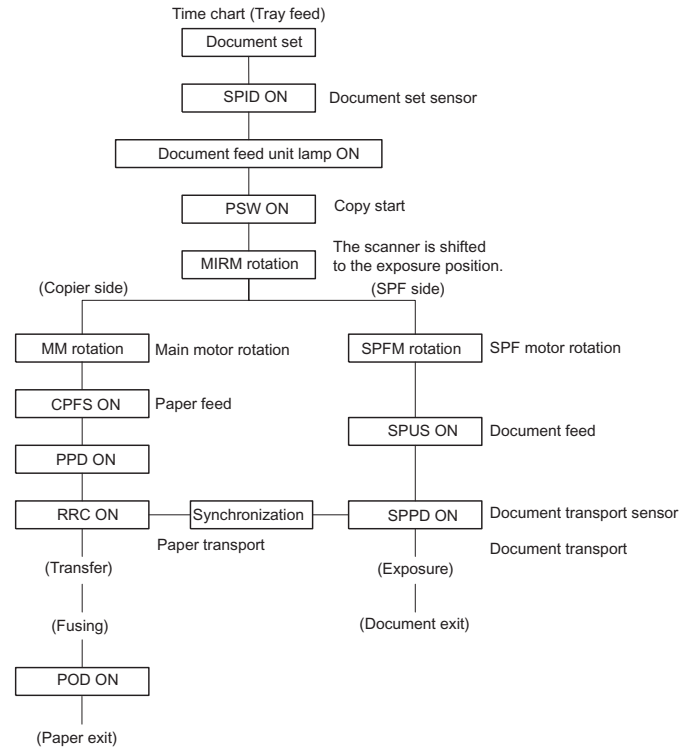 Time chart (Tray feed)
Document set
SPID ON
Document set sensor
Document feed unit lamp ON
PSW ON
Copy start
MIRM rotation
The scanner is shifted
to the exposure position.
(Copier side)
(SPF side)
MM rotation
Main motor rotation
SPFM rotation
SPF motor rotation
CPFS ON
Paper feed
SPUS ON
Document feed
PPD ON
RRC ON
Synchronization
SPPD ON
Document transport sensor
Paper transport
Document transport
(Transfer)
(Exposure)
(Fusing)
(Document exit)
POD ON
(Paper exit)